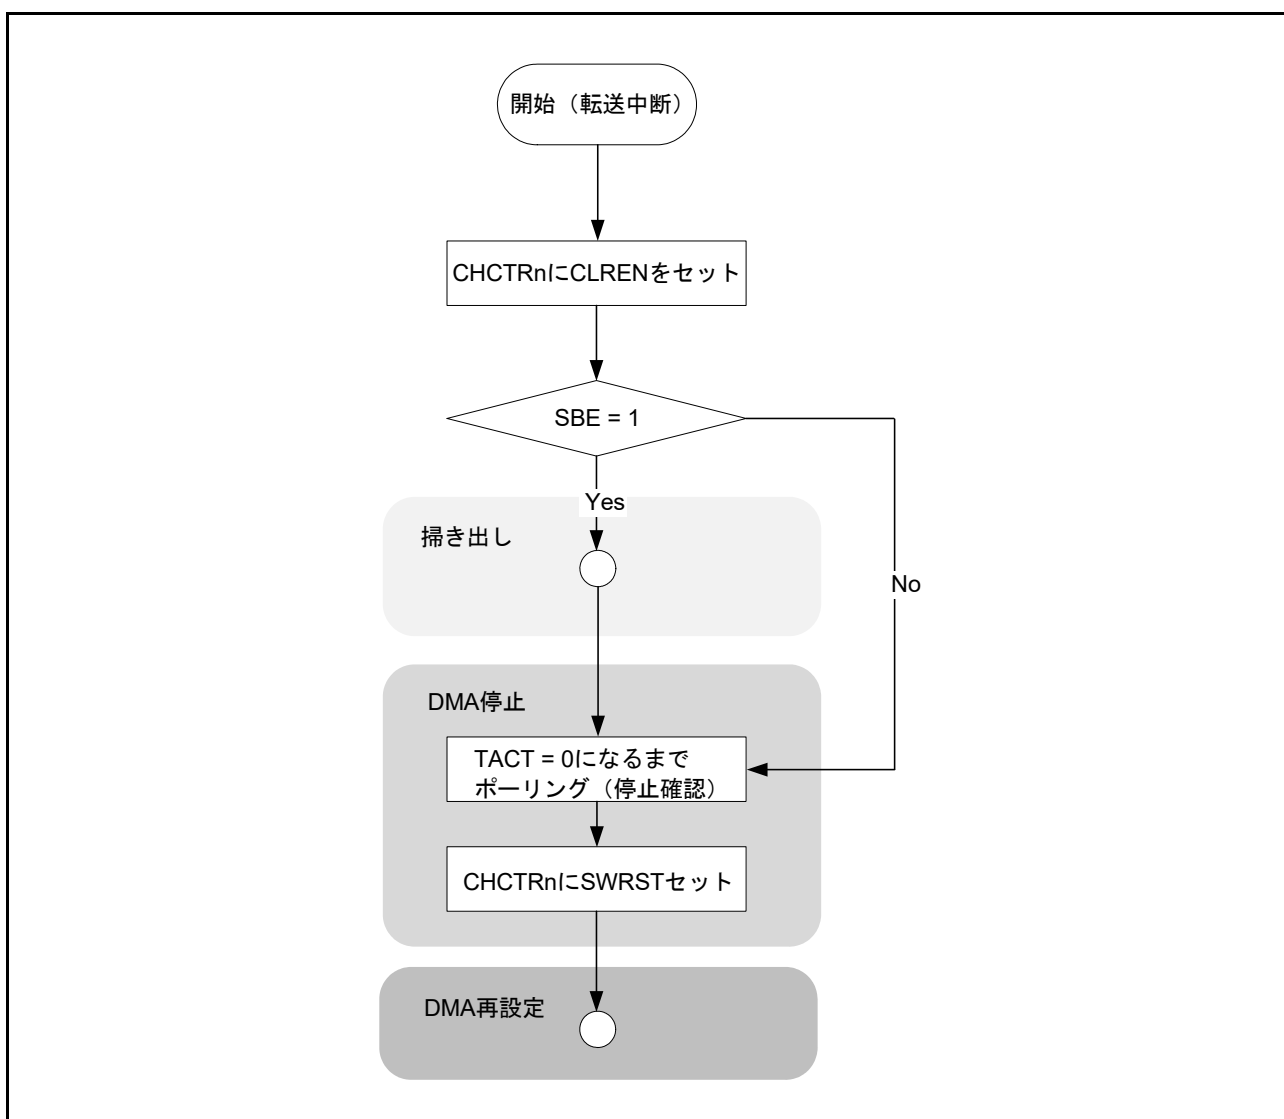 開始（転送中断）
CHCTRnにCLRENをセット
SBE = 1
Yes
掃き出し
No
DMA停止
TACT = 0になるまで
ポーリング（停止確認）
CHCTRnにSWRSTセット
DMA再設定